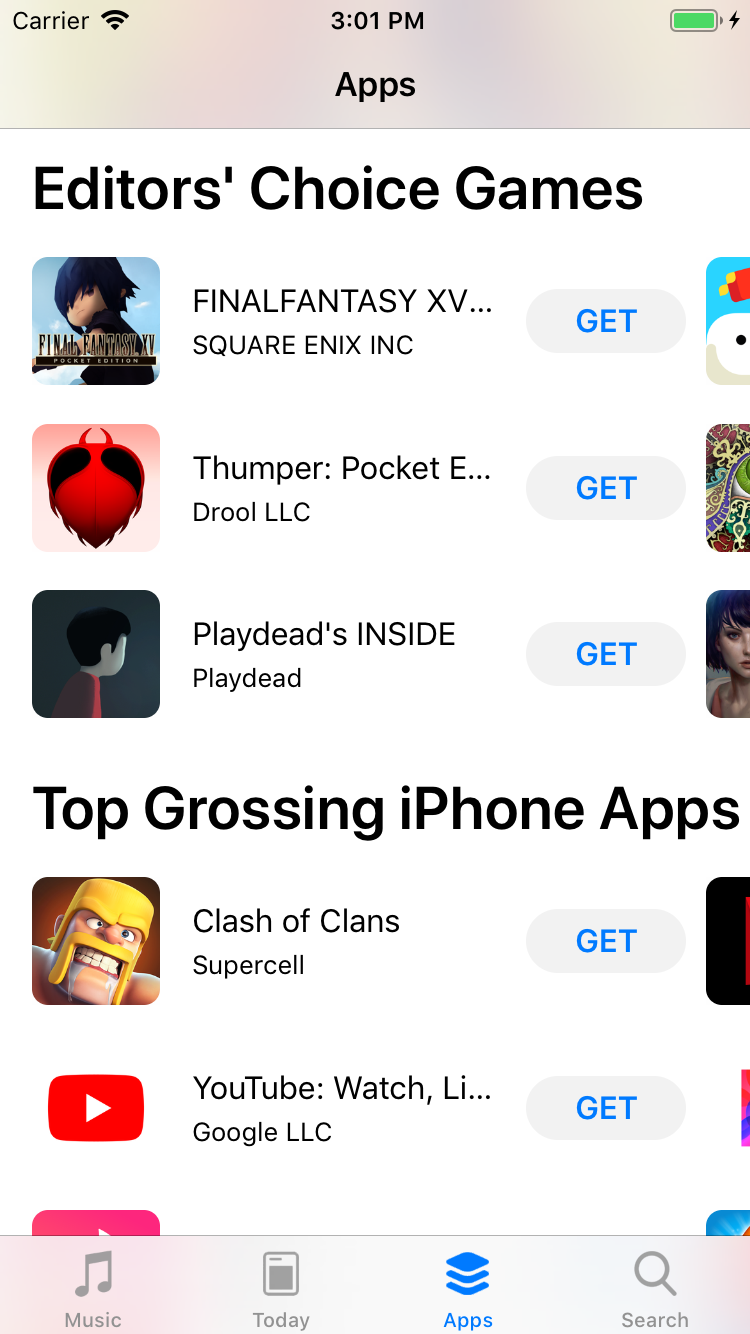 Carrier 3:01 PM
Apps
Editors' Choice Games
FINAL FANTASY XV
POCKET EDITION
FINALFANTASY XV...
SQUARE ENIX INC
GET
Thumper: Pocket E...
Drool LLC
GET
Playdead's INSIDE
Playdead
GET
Top Grossing iPhone Apps
Clash of Clans
Supercell
GET
YouTube: Watch, Li...
Google LLC
GET
Music Today Apps Search